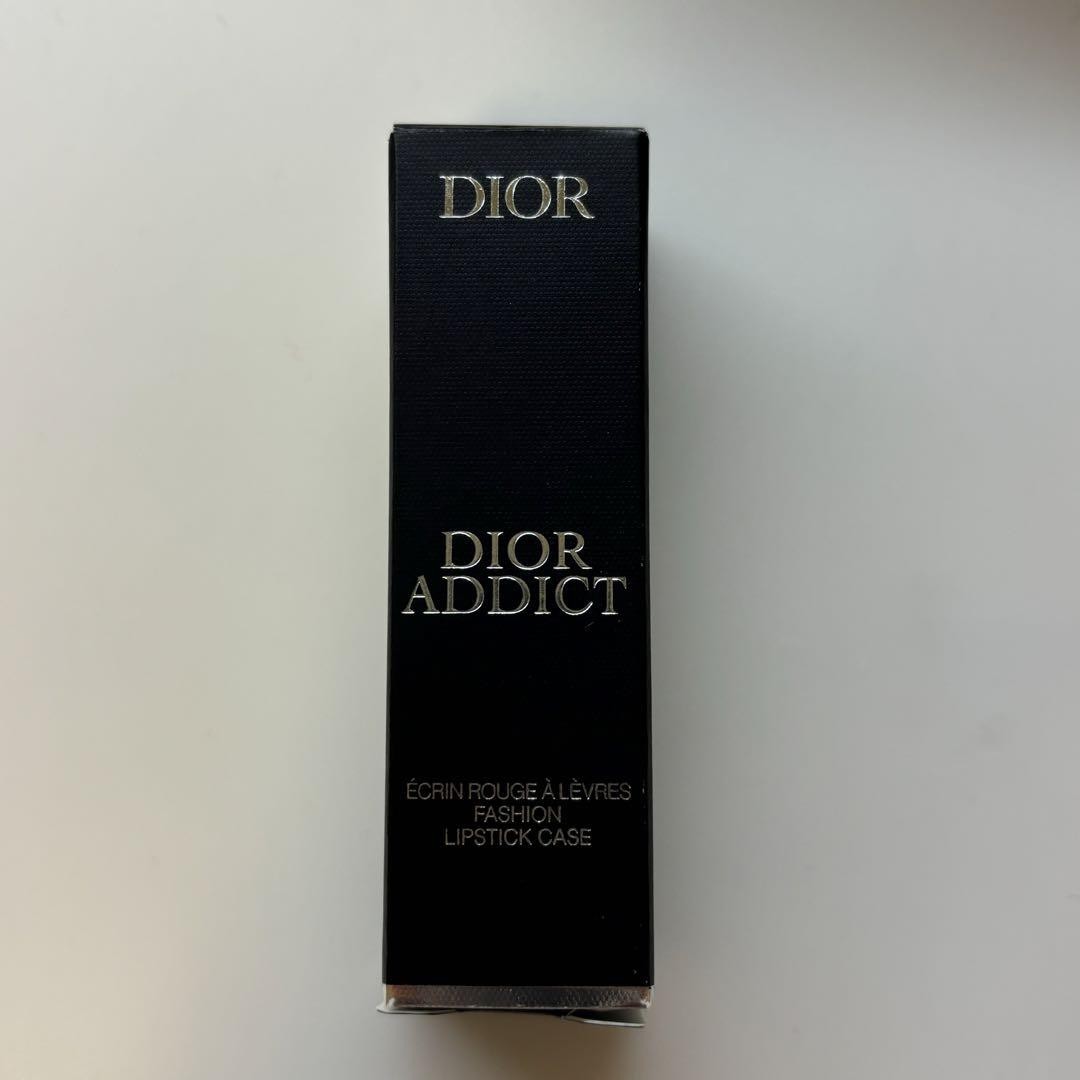 DIOR
DIOR
ADDICT
ÉCRIN ROUGE À LÈVRES
FASHION
LIPSTICK CASE